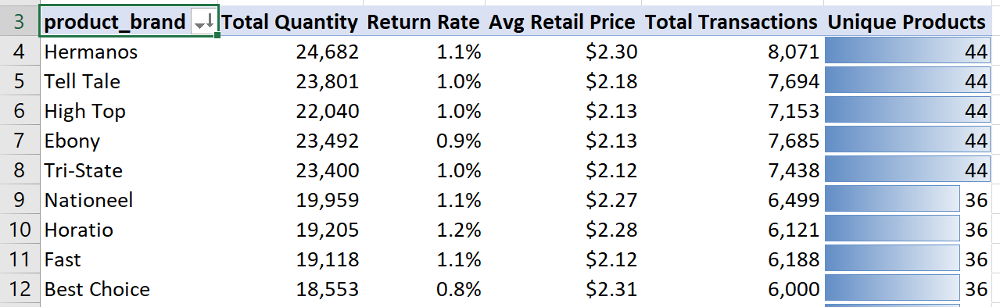 3 product_brand Total Quantity Return Rate Avg Retail Price Total Transactions Unique Products
4 Hermanos 24,682 1.1% $2.30 8,071 44
5 Tell Tale 23,801 1.0% $2.18 7,694 44
6 High Top 22,040 1.0% $2.13 7,153 44
7 Ebony 23,492 0.9% $2.13 7,685 44
8 Tri-State 23,400 1.0% $2.12 7,438 44
9 Nationeel 19,959 1.1% $2.27 6,499 36
10 Horatio 19,205 1.2% $2.28 6,121 36
11 Fast 19,118 1.1% $2.12 6,188 36
12 Best Choice 18,553 0.8% $2.31 6,000 36